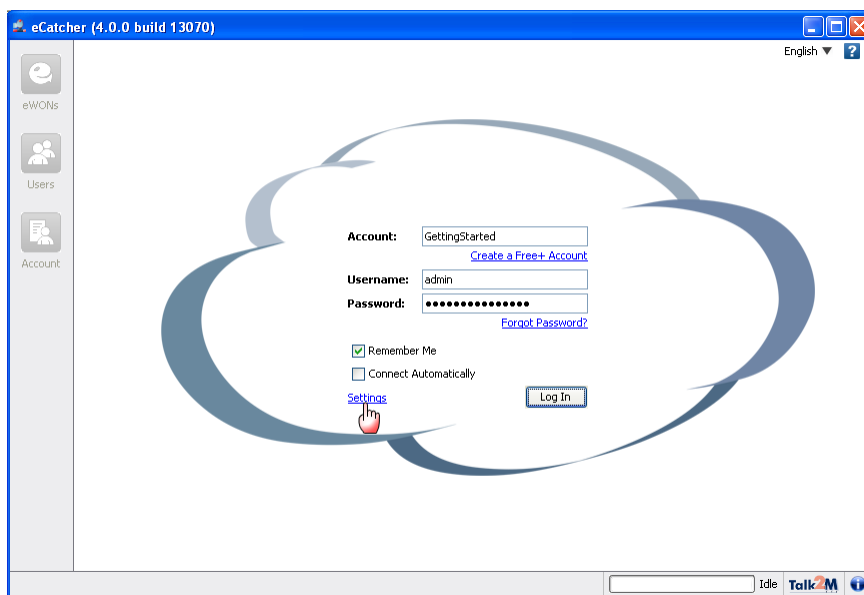 eCatcher (4.0.0 build 13070)
English
?
eWONs
Users
Account
Account:
GettingStarted
Create a Free+ Account
Username:
admin
Password:
Forgot Password?
Remember Me
Connect Automatically
Settings
Log In
Idle
Talk2M
i